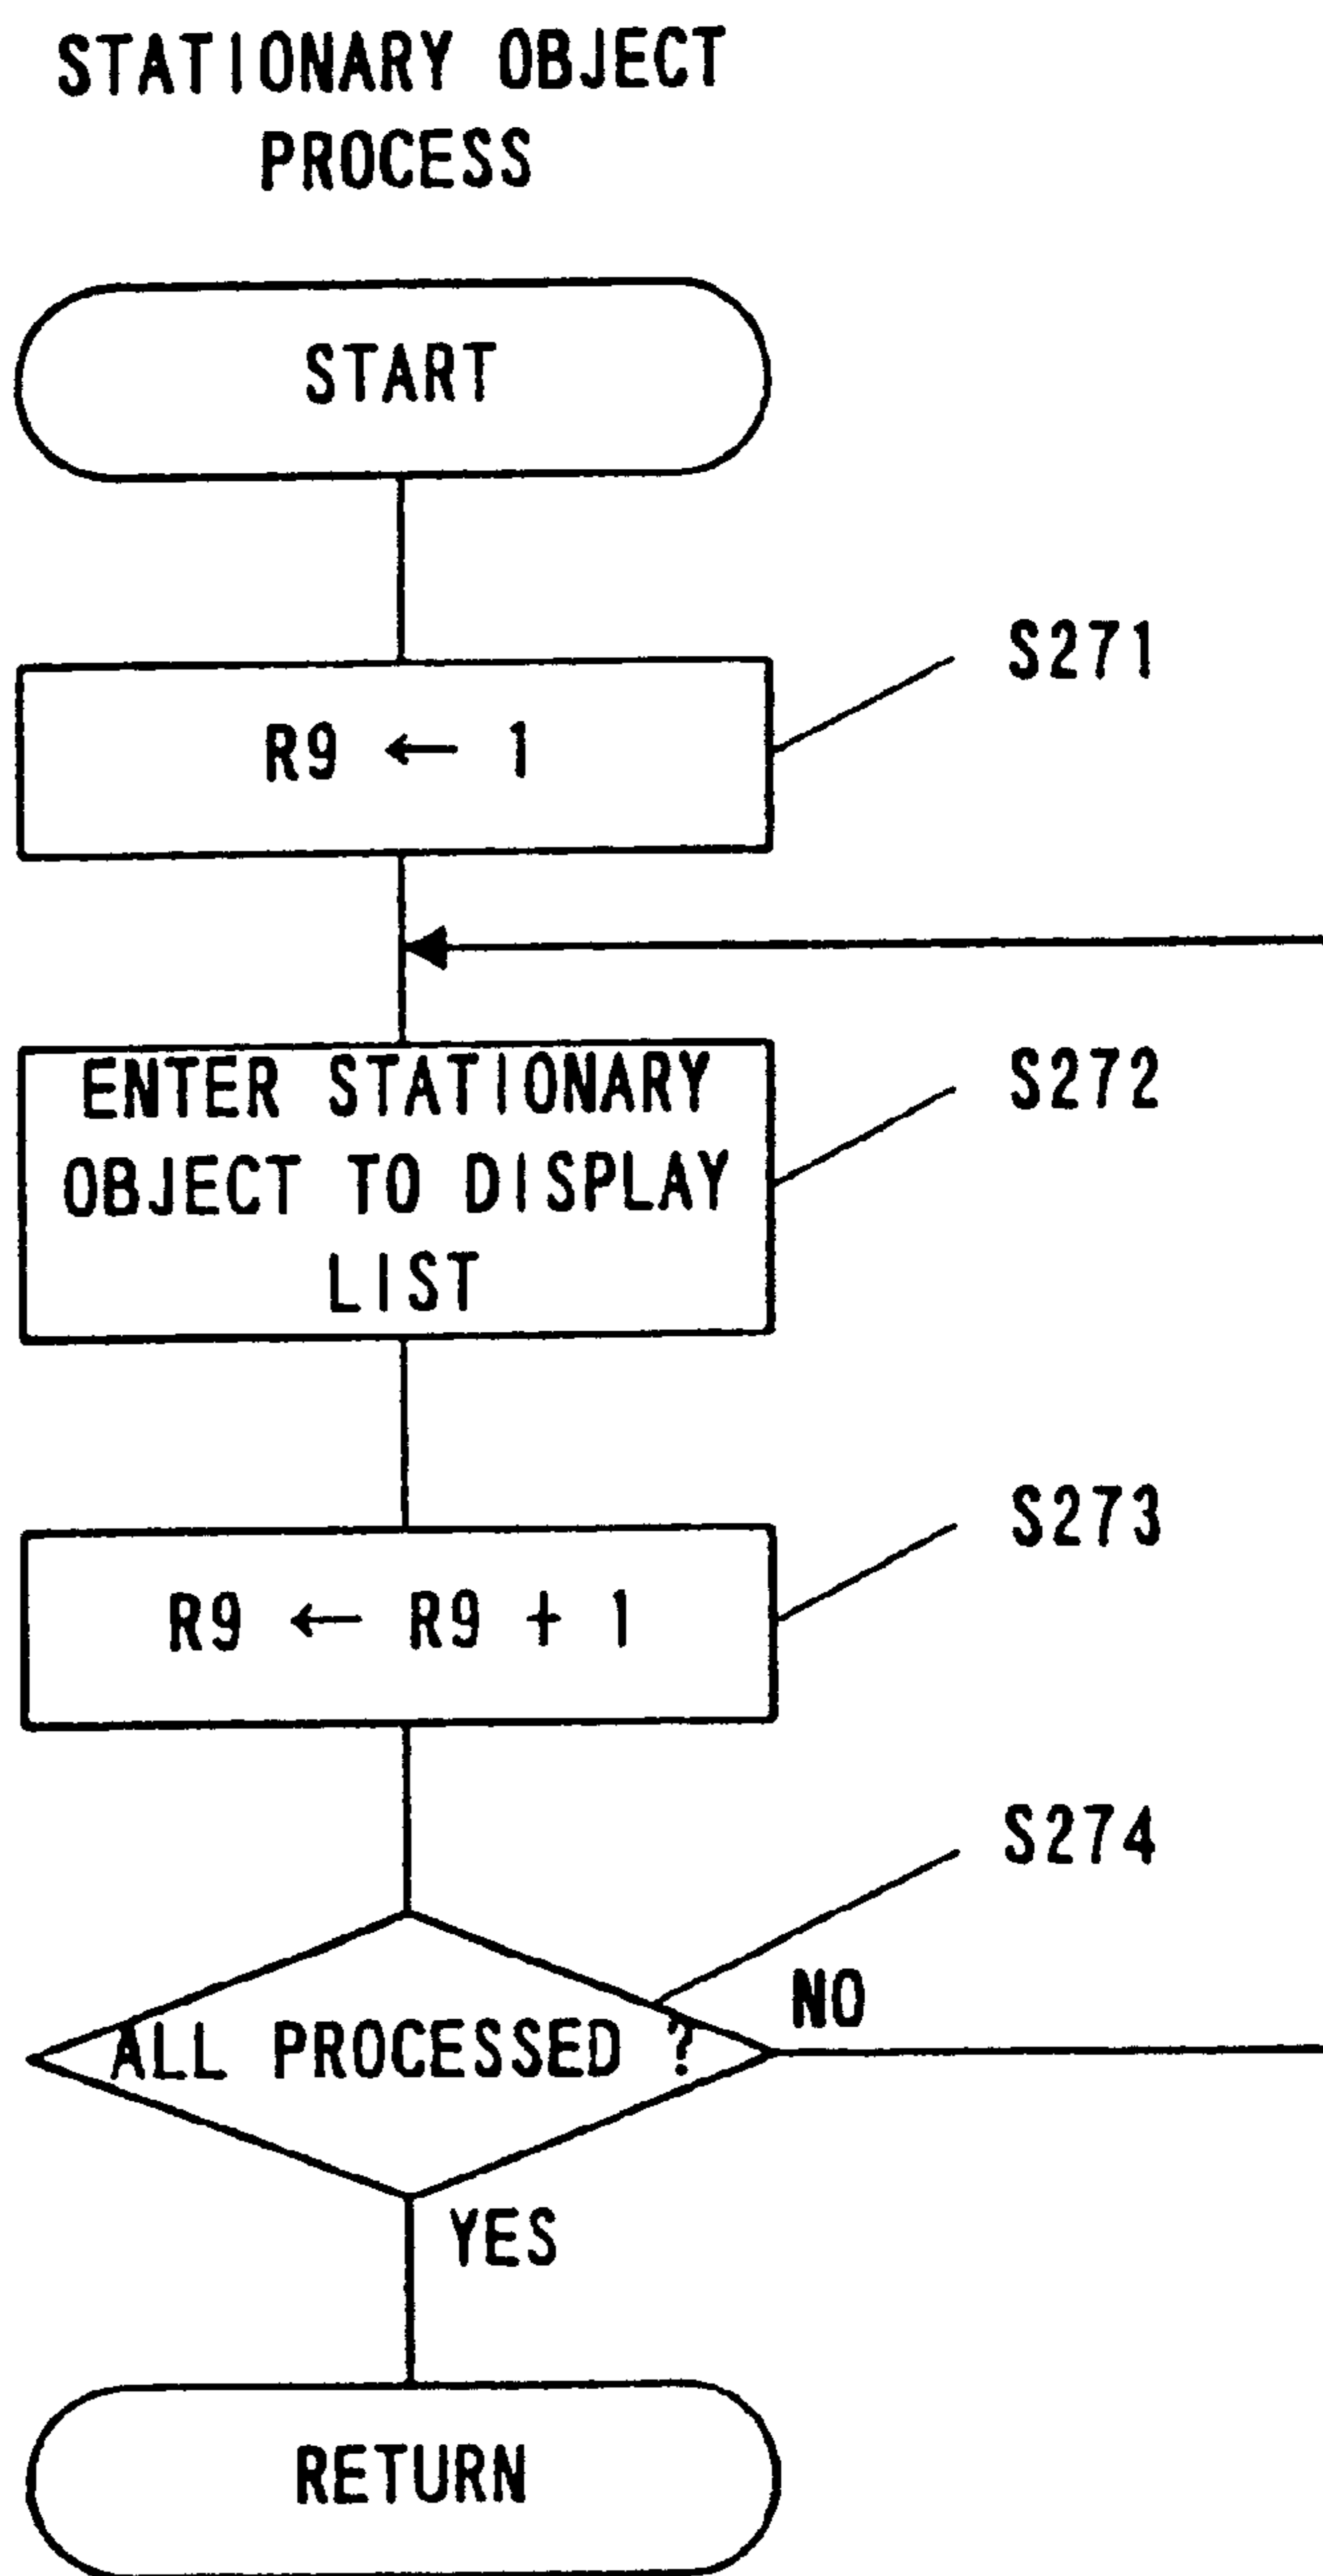 STATIONARY OBJECT
PROCESS
START
R9 ← 1
S271
ENTER STATIONARY
OBJECT TO DISPLAY
LIST
S272
R9 ← R9 + 1
S273
ALL PROCESSED ?
S274
NO
YES
RETURN